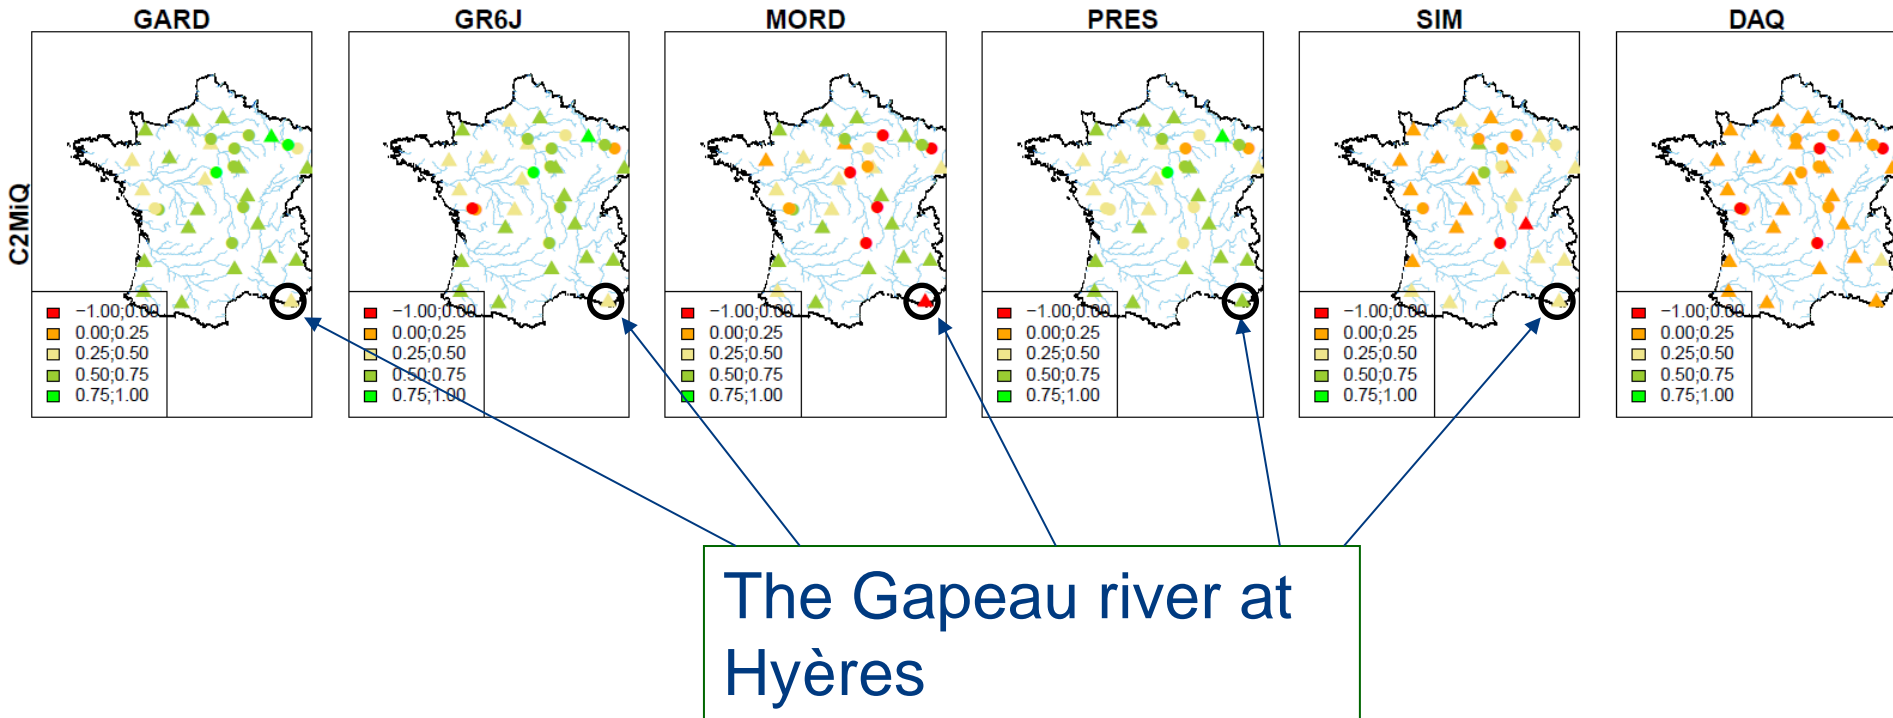 GARD GR6J MORD PRES SIM DAQ
C2MiQ
−1.00;0.00 −1.00;0.00 −1.00;0.00 −1.00;0.00 −1.00;0.00 −1.00;0.00
0.00;0.25 0.00;0.25 0.00;0.25 0.00;0.25 0.00;0.25 0.00;0.25
0.25;0.50 0.25;0.50 0.25;0.50 0.25;0.50 0.25;0.50 0.25;0.50
0.50;0.75 0.50;0.75 0.50;0.75 0.50;0.75 0.50;0.75 0.50;0.75
0.75;1.00 0.75;1.00 0.75;1.00 0.75;1.00 0.75;1.00 0.75;1.00
The Gapeau river at
Hyères